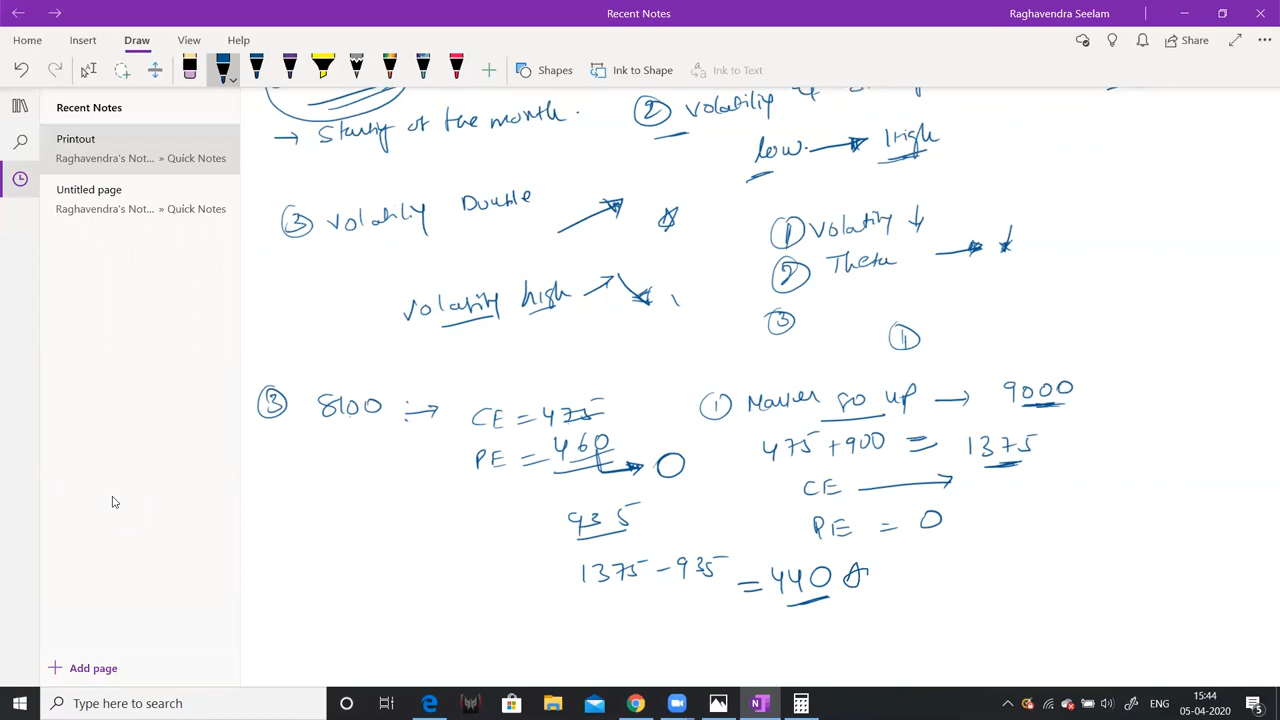 Recent Notes
Raghavendra Seelam
Home
Insert
Draw
View
Help
Share
Shapes
Ink to Shape
Ink to Text
Recent Notes
Printout
Raghavendra's Not... » Quick Notes
Untitled page
Raghavendra's Not... » Quick Notes
Add page
→ Starting of the month.
② Volatility
low. → High
③ Volatility Double
① Volatility ↓
② Theta → ↓
Volatility high
③
①
③ 8100 :→ CE = 475
PE = 460 → 0
935
1375 - 935 = 440
① Market go up → 9000
475 + 900 = 1375
CE →
PE = 0
Type here to search
15:44
05-04-2020